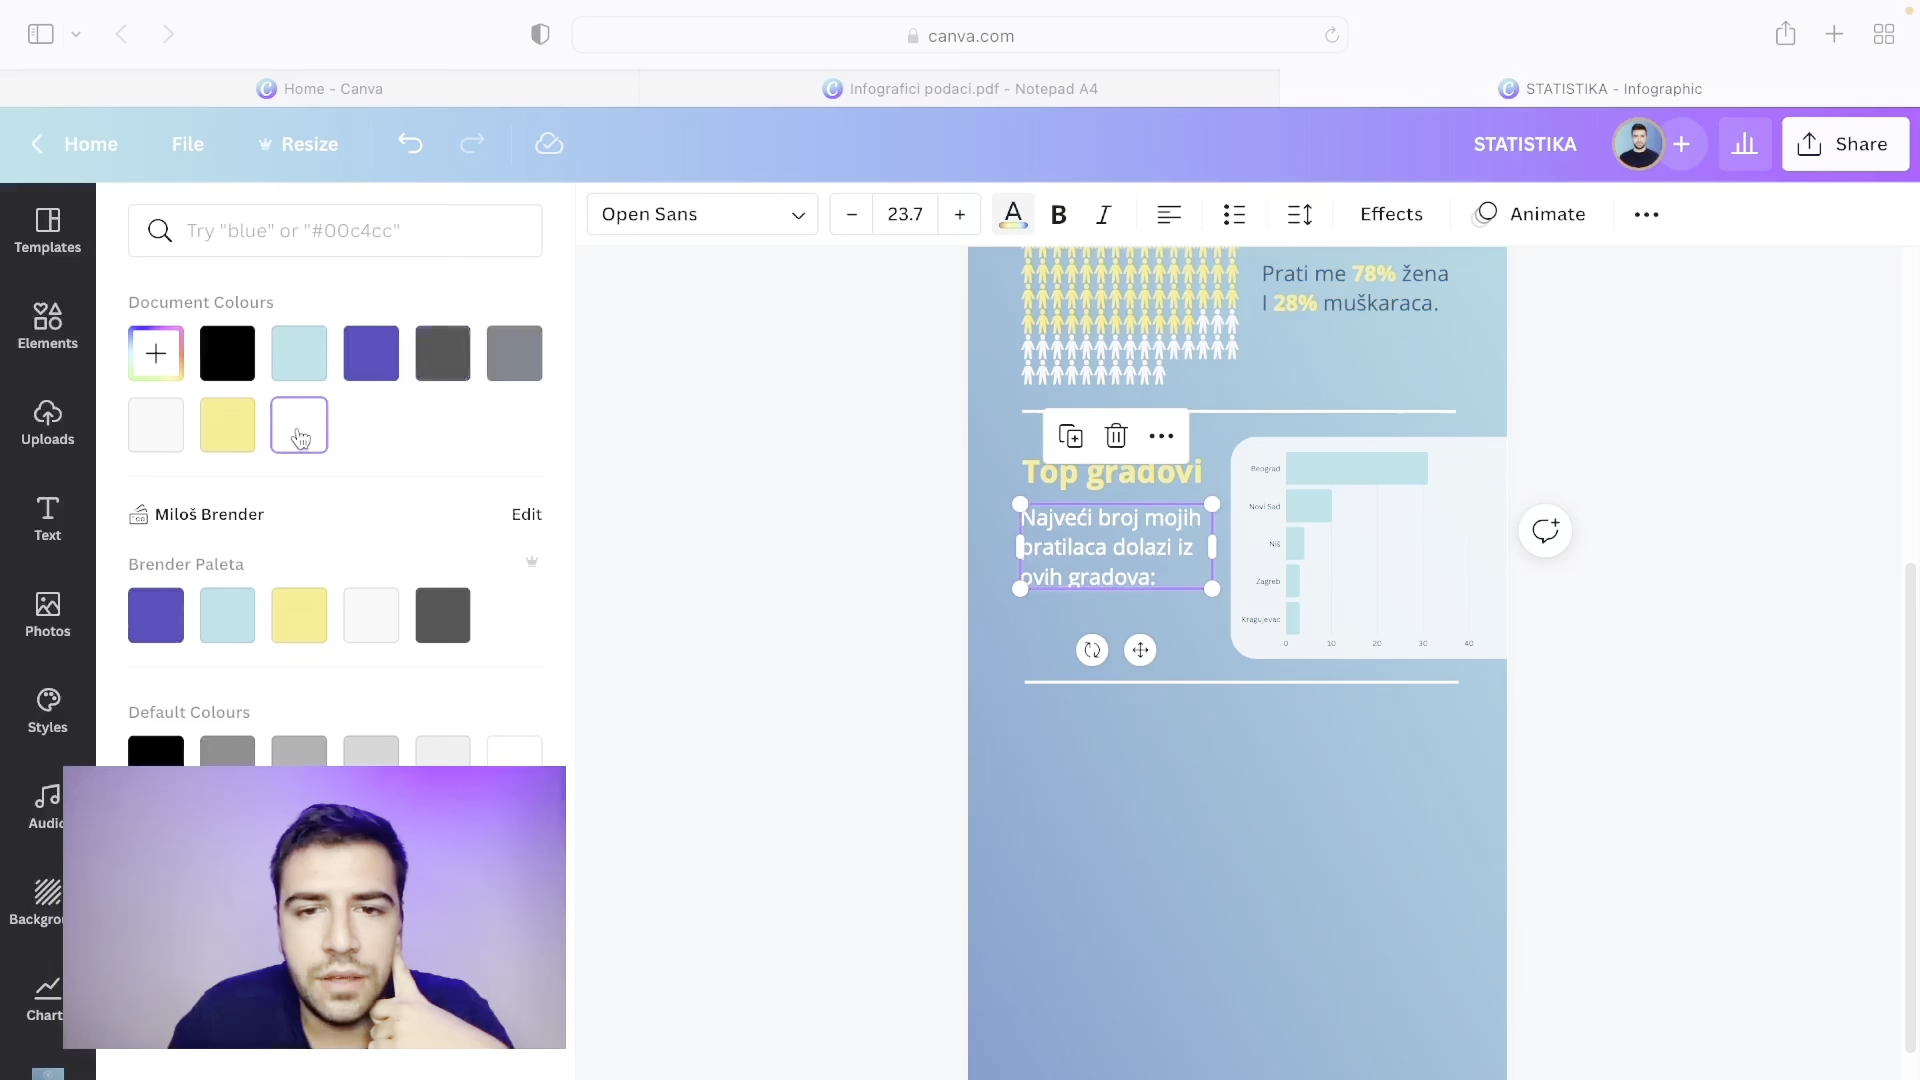 canva.com
Home - Canva
Infografici podaci.pdf - Notepad A4
STATISTIKA - Infographic
Home
File
Resize
STATISTIKA
Share
Templates
Elements
Uploads
Text
Photos
Styles
Audio
Backgrou
Chart
Try "blue" or "#00c4cc"
Document Colours
Miloš Brender
Edit
Brender Paleta
Default Colours
Open Sans
23.7
A
B
I
Effects
Animate
Prati me 78% žena
I 28% muškaraca.
Top gradovi
Najveći broj mojih
pratilaca dolazi iz
ovih gradova:
Beograd
Novi Sad
Niš
Zagreb
Kragujevac
0 10 20 30 40